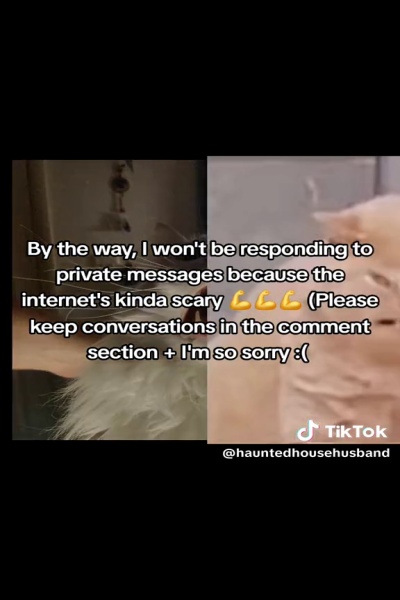 By the way, I won't be responding to
private messages because the
internet's kinda scary 💪💪💪 (Please
keep conversations in the comment
section + I'm so sorry :(
TikTok
@hauntedhousehusband